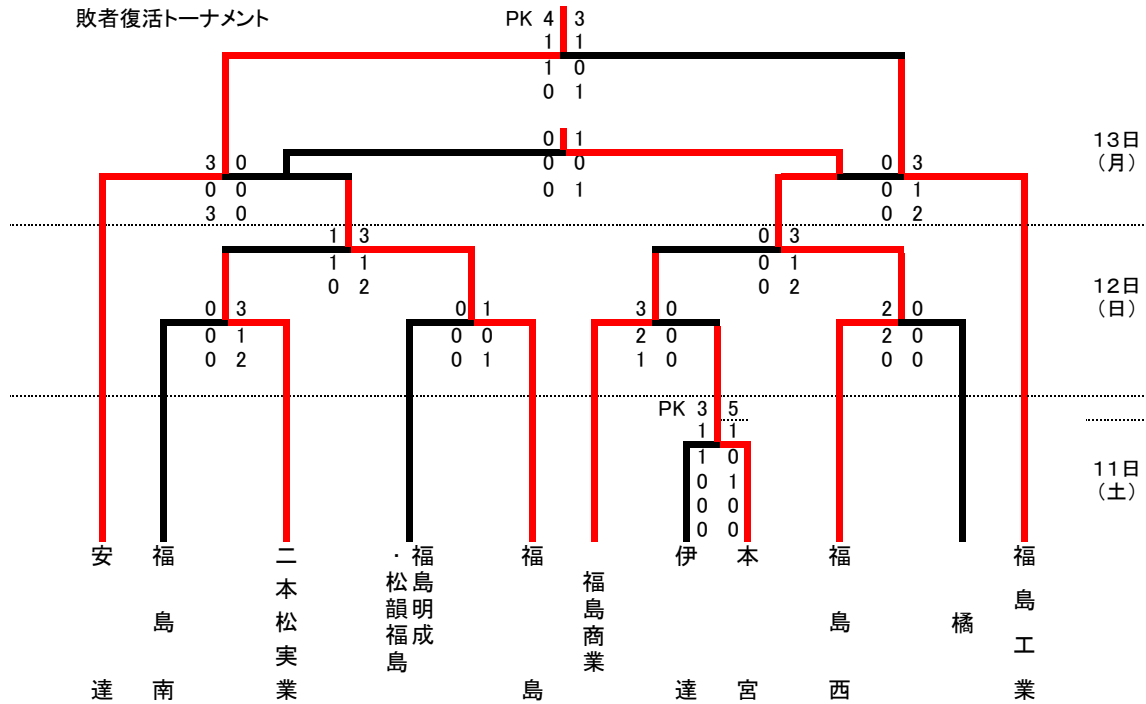 敗者復活トーナメント
PK 4 3
1 1
1 0
0 1
0 1
0 0
0 1
13日
(月)
3 0
0 0
3 0
0 3
0 1
0 2
1 3
1 1
0 2
0 3
0 1
0 2
12日
(日)
0 3
0 1
0 2
0 1
0 0
0 1
3 0
2 0
1 0
2 0
2 0
0 0
PK 3 5
1 1
1 0
0 1
0 0
0 0
11日
(土)
安達
福島南
二本松実業
福島明成
・松韻福島
福島
福島商業
伊達
本宮
福島西
橘
福島工業